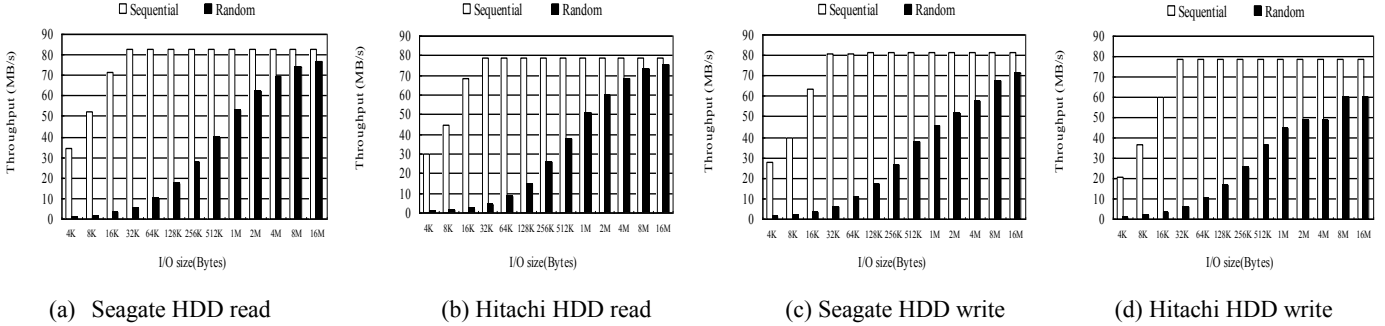 Sequential Random
Throughput (MB/s)
90
80
70
60
50
40
30
20
10
0
4K 8K 16K 32K 64K 128K 256K 512K 1M 2M 4M 8M 16M
I/O size(Bytes)
(a) Seagate HDD read
Sequential Random
Throughput (MB/s)
90
80
70
60
50
40
30
20
10
0
4K 8K 16K 32K 64K 128K 256K 512K 1M 2M 4M 8M 16M
I/O size(Bytes)
(b) Hitachi HDD read
Sequential Random
Throughput (MB/s)
90
80
70
60
50
40
30
20
10
0
4K 8K 16K 32K 64K 128K 256K 512K 1M 2M 4M 8M 16M
I/O size(Bytes)
(c) Seagate HDD write
Sequential Random
Throughput (MB/s)
90
80
70
60
50
40
30
20
10
0
4K 8K 16K 32K 64K 128K 256K 512K 1M 2M 4M 8M 16M
I/O size(Bytes)
(d) Hitachi HDD write